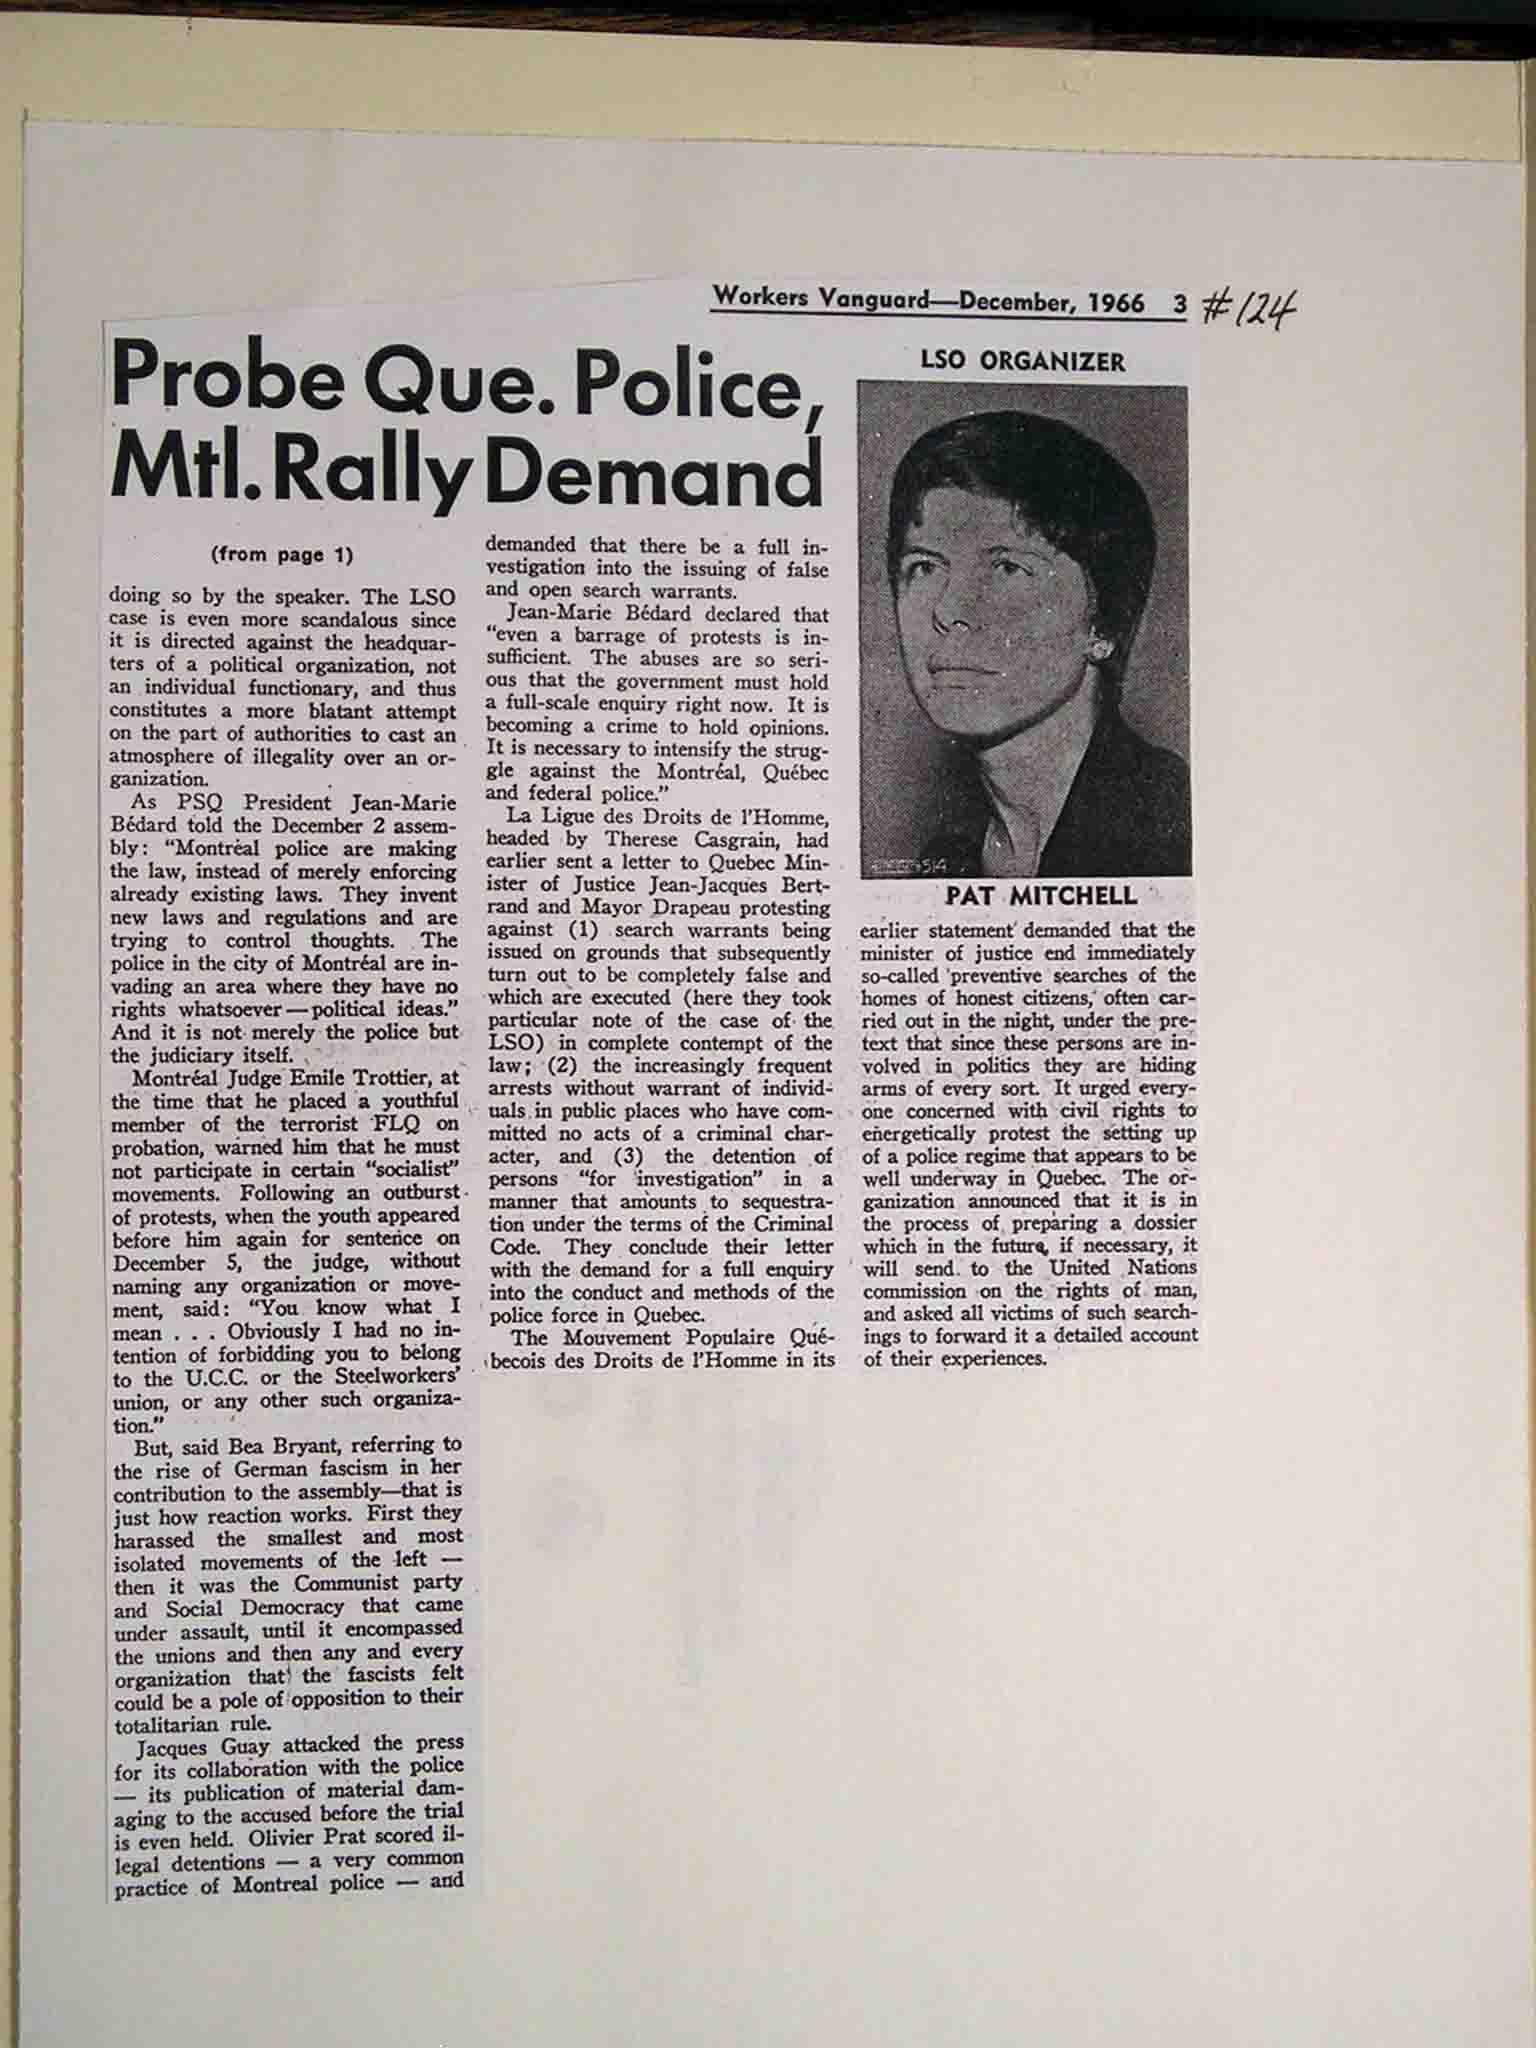 Workers Vanguard—December, 1966 3 #124
Probe Que. Police,
Mtl. Rally Demand
(from page 1)
doing so by the speaker. The LSO
case is even more scandalous since
it is directed against the headquar-
ters of a political organization, not
an individual functionary, and thus
constitutes a more blatant attempt
on the part of authorities to cast an
atmosphere of illegality over an or-
ganization.
As PSQ President Jean-Marie
Bédard told the December 2 assem-
bly: “Montréal police are making
the law, instead of merely enforcing
already existing laws. They invent
new laws and regulations and are
trying to control thoughts. The
police in the city of Montréal are in-
vading an area where they have no
rights whatsoever—political ideas.”
And it is not merely the police but
the judiciary itself.
Montréal Judge Emile Trottier, at
the time that he placed a youthful
member of the terrorist FLQ on
probation, warned him that he must
not participate in certain “socialist”
movements. Following an outburst
of protests, when the youth appeared
before him again for sentence on
December 5, the judge, without
naming any organization or move-
ment, said: “You know what I
mean . . . Obviously I had no in-
tention of forbidding you to belong
to the U.C.C. or the Steelworkers’
union, or any other such organiza-
tion.”
But, said Bea Bryant, referring to
the rise of German fascism in her
contribution to the assembly—that is
just how reaction works. First they
harassed the smallest and most
isolated movements of the left —
then it was the Communist party
and Social Democracy that came
under assault, until it encompassed
the unions and then any and every
organization that the fascists felt
could be a pole of opposition to their
totalitarian rule.
Jacques Guay attacked the press
for its collaboration with the police
— its publication of material dam-
aging to the accused before the trial
is even held. Olivier Prat scored il-
legal detentions — a very common
practice of Montreal police — and
demanded that there be a full in-
vestigation into the issuing of false
and open search warrants.
Jean-Marie Bédard declared that
“even a barrage of protests is in-
sufficient. The abuses are so seri-
ous that the government must hold
a full-scale enquiry right now. It is
becoming a crime to hold opinions.
It is necessary to intensify the strug-
gle against the Montréal, Québec
and federal police.”
La Ligue des Droits de l’Homme,
headed by Therese Casgrain, had
earlier sent a letter to Quebec Min-
ister of Justice Jean-Jacques Bert-
rand and Mayor Drapeau protesting
against (1) search warrants being
issued on grounds that subsequently
turn out to be completely false and
which are executed (here they took
particular note of the case of the
LSO) in complete contempt of the
law; (2) the increasingly frequent
arrests without warrant of individ-
uals in public places who have com-
mitted no acts of a criminal char-
acter, and (3) the detention of
persons “for investigation” in a
manner that amounts to sequestra-
tion under the terms of the Criminal
Code. They conclude their letter
with the demand for a full enquiry
into the conduct and methods of the
police force in Quebec.
The Mouvement Populaire Qué-
becois des Droits de l’Homme in its
LSO ORGANIZER
PAT MITCHELL
earlier statement demanded that the
minister of justice end immediately
so-called ‘preventive searches of the
homes of honest citizens,’ often car-
ried out in the night, under the pre-
text that since these persons are in-
volved in politics they are hiding
arms of every sort. It urged every-
one concerned with civil rights to
energetically protest the setting up
of a police regime that appears to be
well underway in Quebec. The or-
ganization announced that it is in
the process of preparing a dossier
which in the future, if necessary, it
will send to the United Nations
commission on the rights of man,
and asked all victims of such search-
ings to forward it a detailed account
of their experiences.